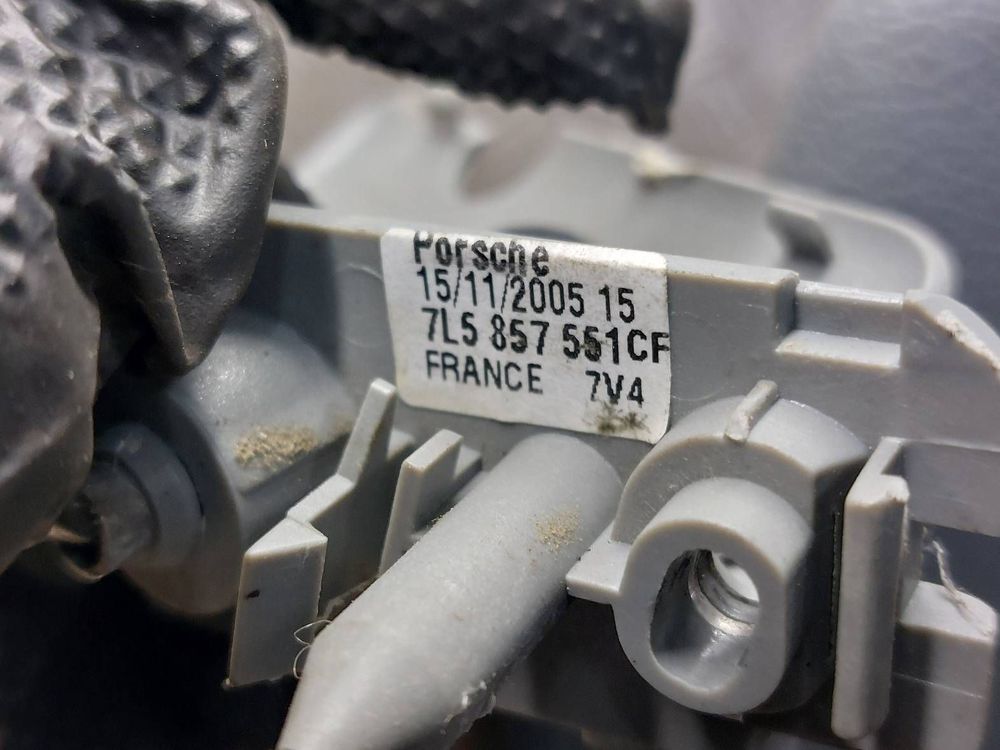 Porsche
15/11/2005 15
7L5 857 551CF
FRANCE 7V4